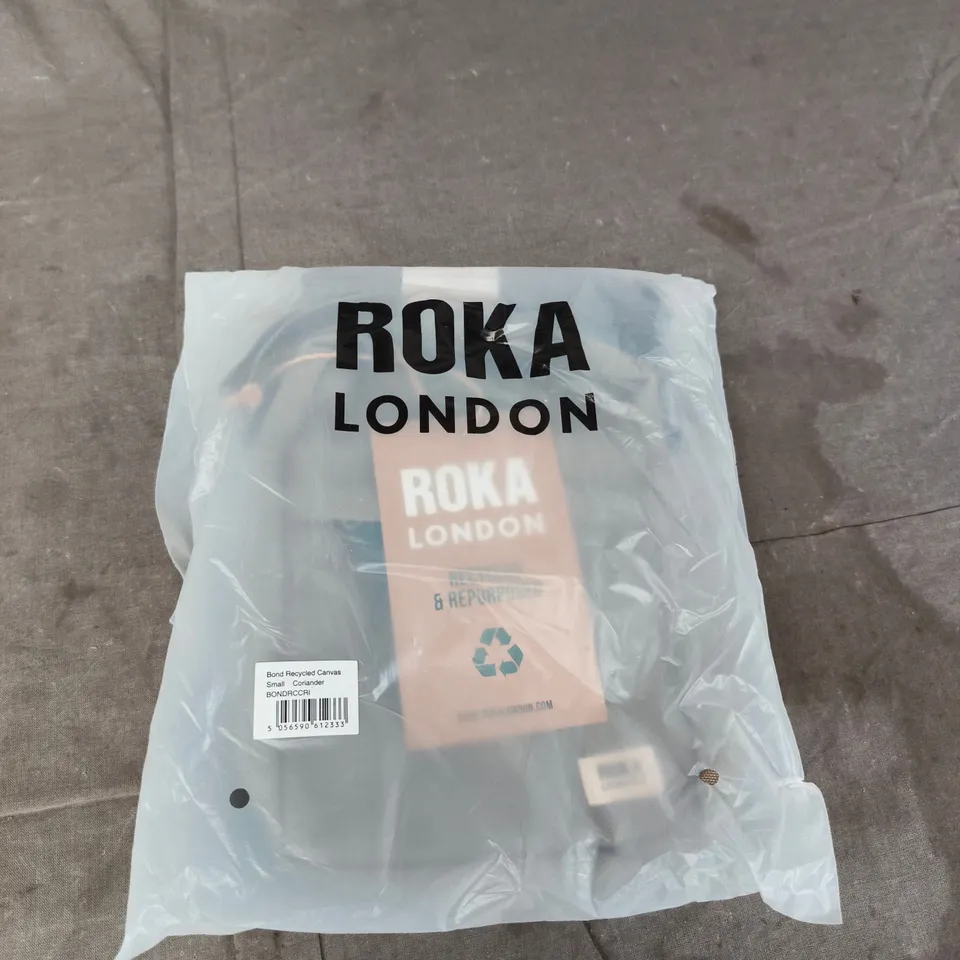 ROKA
LONDON
ROKA
LONDON
& REPURPOSED
Bond Recycled Canvas
Small Coriander
BONDRCCRI
5 056590 612333